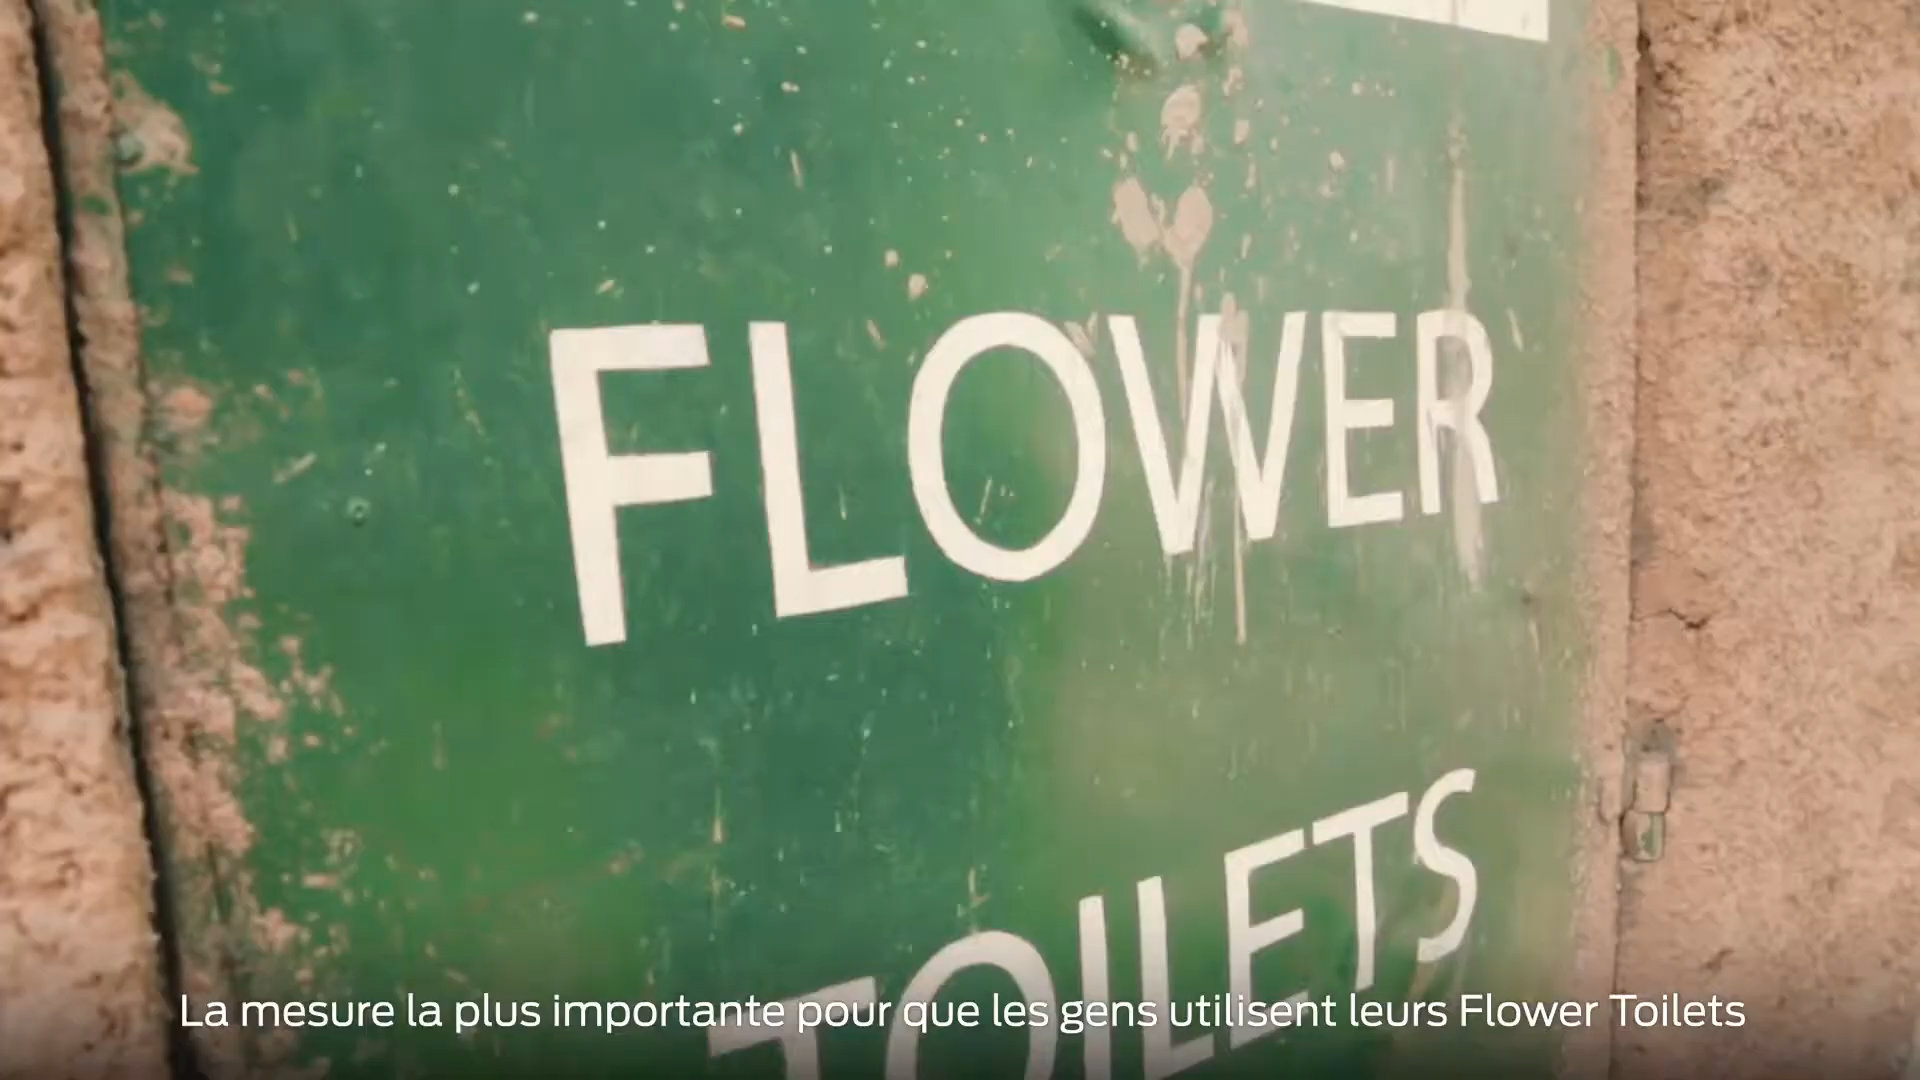 FLOWER
TOILETS
La mesure la plus importante pour que les gens utilisent leurs Flower Toilets